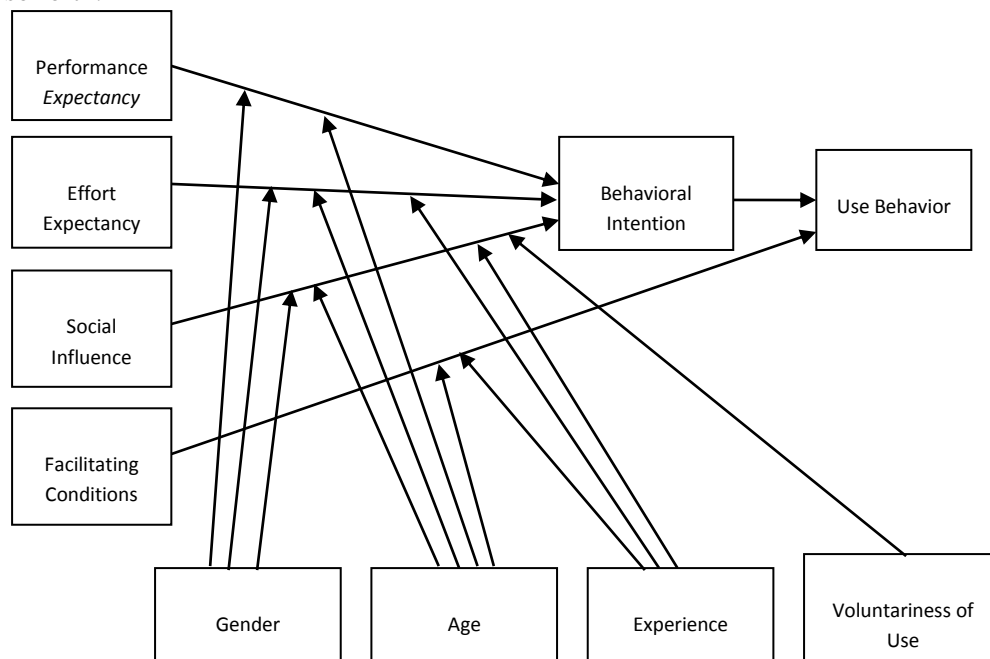 Performance
Expectancy
Effort
Expectancy
Behavioral
Intention
Use Behavior
Social
Influence
Facilitating
Conditions
Gender
Age
Experience
Voluntariness of
Use